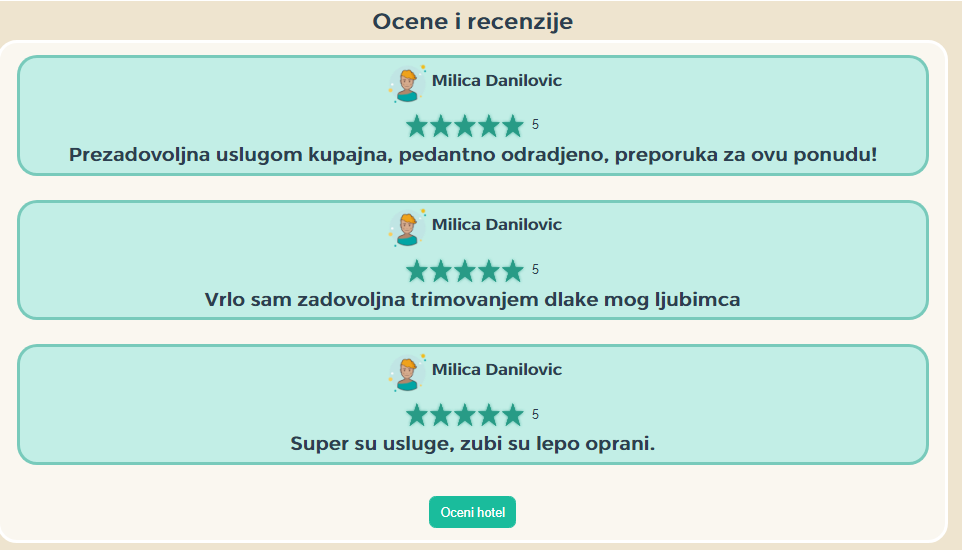 Ocene i recenzije
Milica Danilovic
5
Prezadovoljna uslugom kupajna, pedantno odradjeno, preporuka za ovu ponudu!
Milica Danilovic
5
Vrlo sam zadovoljna trimovanjem dlake mog ljubimca
Milica Danilovic
5
Super su usluge, zubi su lepo oprani.
Oceni hotel